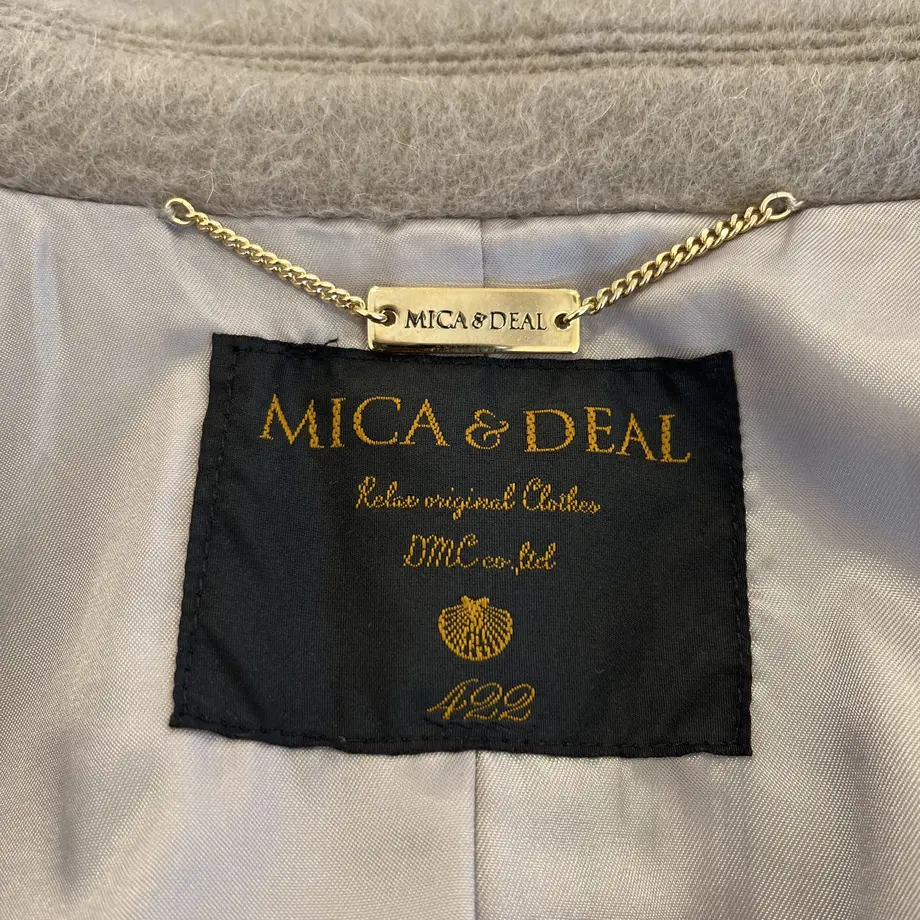 MICA & DEAL
MICA & DEAL
Relax original Clothes
DMC co.,ltd
422